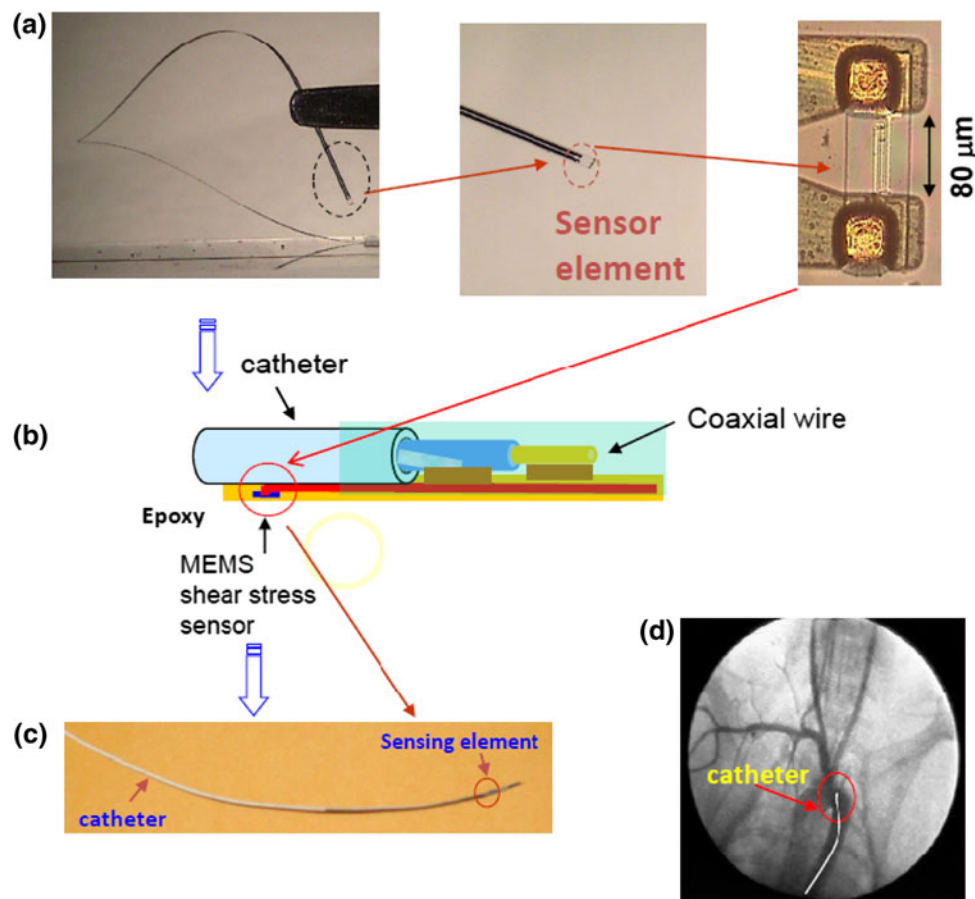 (a)
Sensor
element
80 μm
(b)
catheter
Coaxial wire
Epoxy
MEMS
shear stress
sensor
(c)
Sensing element
catheter
(d)
catheter